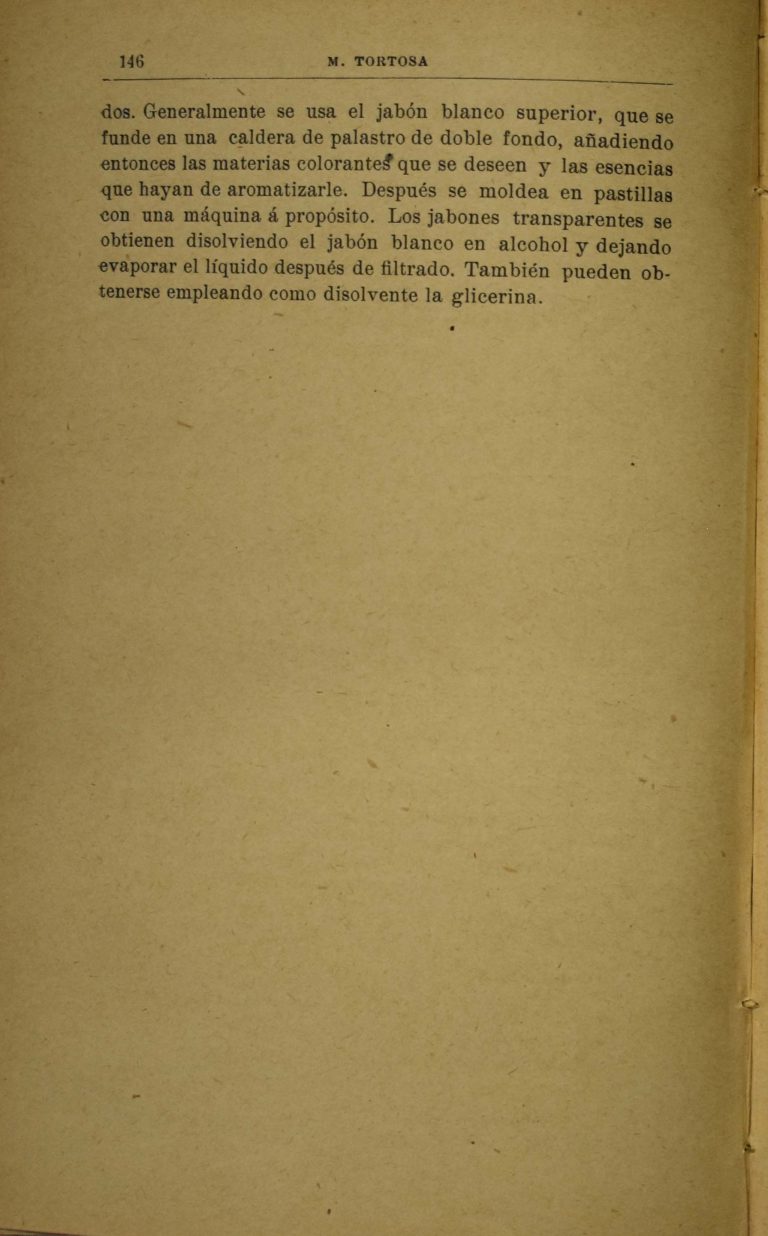 146 M. TORTOSA
dos. Generalmente se usa el jabón blanco superior, que se
funde en una caldera de palastro de doble fondo, añadiendo
entonces las materias colorantes que se deseen y las esencias
que hayan de aromatizarle. Después se moldea en pastillas
con una máquina á propósito. Los jabones transparentes se
obtienen disolviendo el jabón blanco en alcohol y dejando
evaporar el líquido después de filtrado. También pueden ob-
tenerse empleando como disolvente la glicerina.